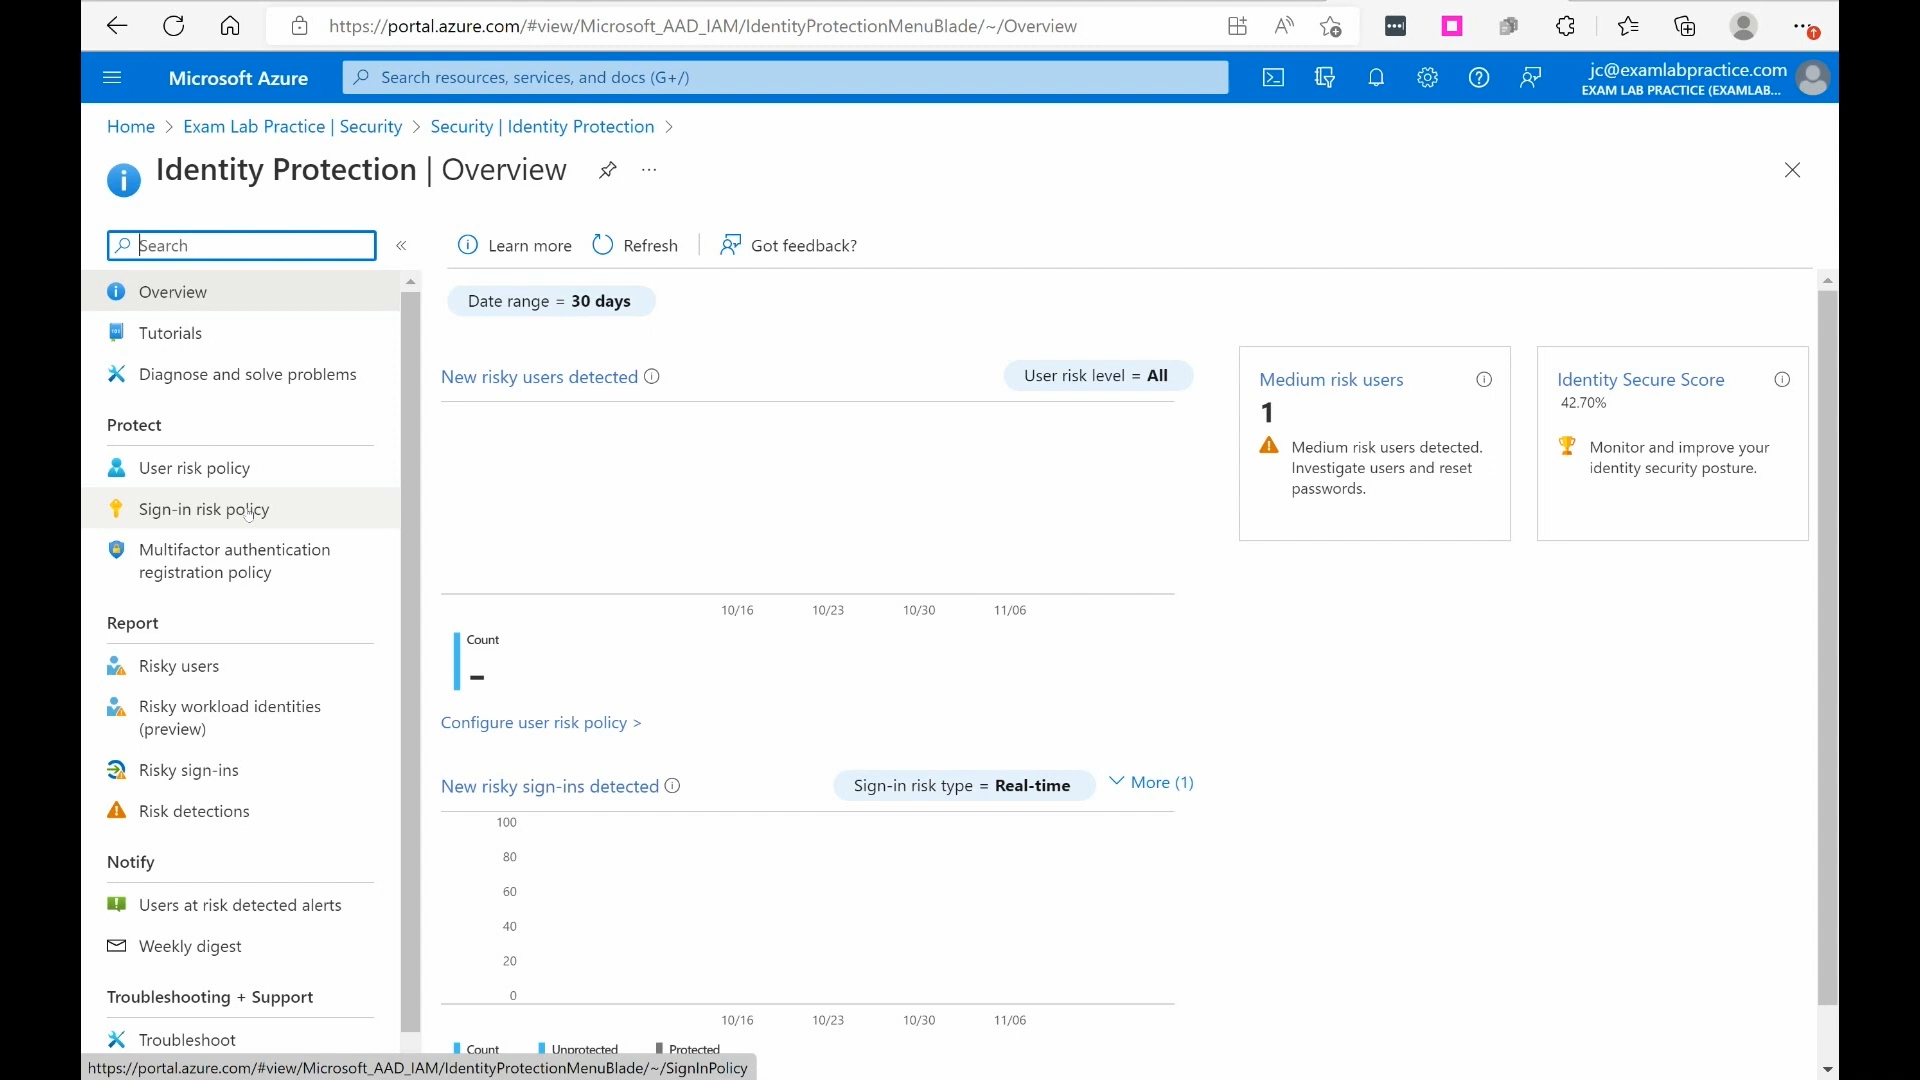 https://portal.azure.com/#view/Microsoft_AAD_IAM/IdentityProtectionMenuBlade/~/Overview
Microsoft Azure
Search resources, services, and docs (G+/)
jc@examlabpractice.com
EXAM LAB PRACTICE (EXAMLAB...
Home > Exam Lab Practice | Security > Security | Identity Protection >
Identity Protection | Overview
Search
Learn more
Refresh
Got feedback?
Overview
Tutorials
Diagnose and solve problems
Protect
User risk policy
Sign-in risk policy
Multifactor authentication
registration policy
Report
Risky users
Risky workload identities
(preview)
Risky sign-ins
Risk detections
Notify
Users at risk detected alerts
Weekly digest
Troubleshooting + Support
Troubleshoot
Date range = 30 days
New risky users detected
User risk level = All
10/16 10/23 10/30 11/06
Count
–
Configure user risk policy >
New risky sign-ins detected
Sign-in risk type = Real-time
More (1)
100
80
60
40
20
0
10/16 10/23 10/30 11/06
Count Unprotected Protected
Medium risk users
1
Medium risk users detected.
Investigate users and reset
passwords.
Identity Secure Score
42.70%
Monitor and improve your
identity security posture.
https://portal.azure.com/#view/Microsoft_AAD_IAM/IdentityProtectionMenuBlade/~/SignInPolicy